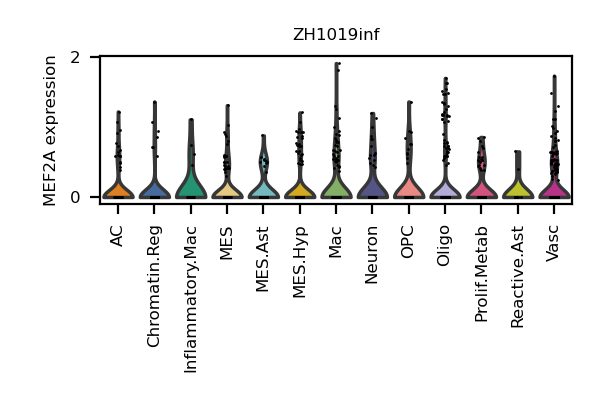 ZH1019inf
MEF2A expression
2
0
AC
Chromatin.Reg
Inflammatory.Mac
MES
MES.Ast
MES.Hyp
Mac
Neuron
OPC
Oligo
Prolif.Metab
Reactive.Ast
Vasc